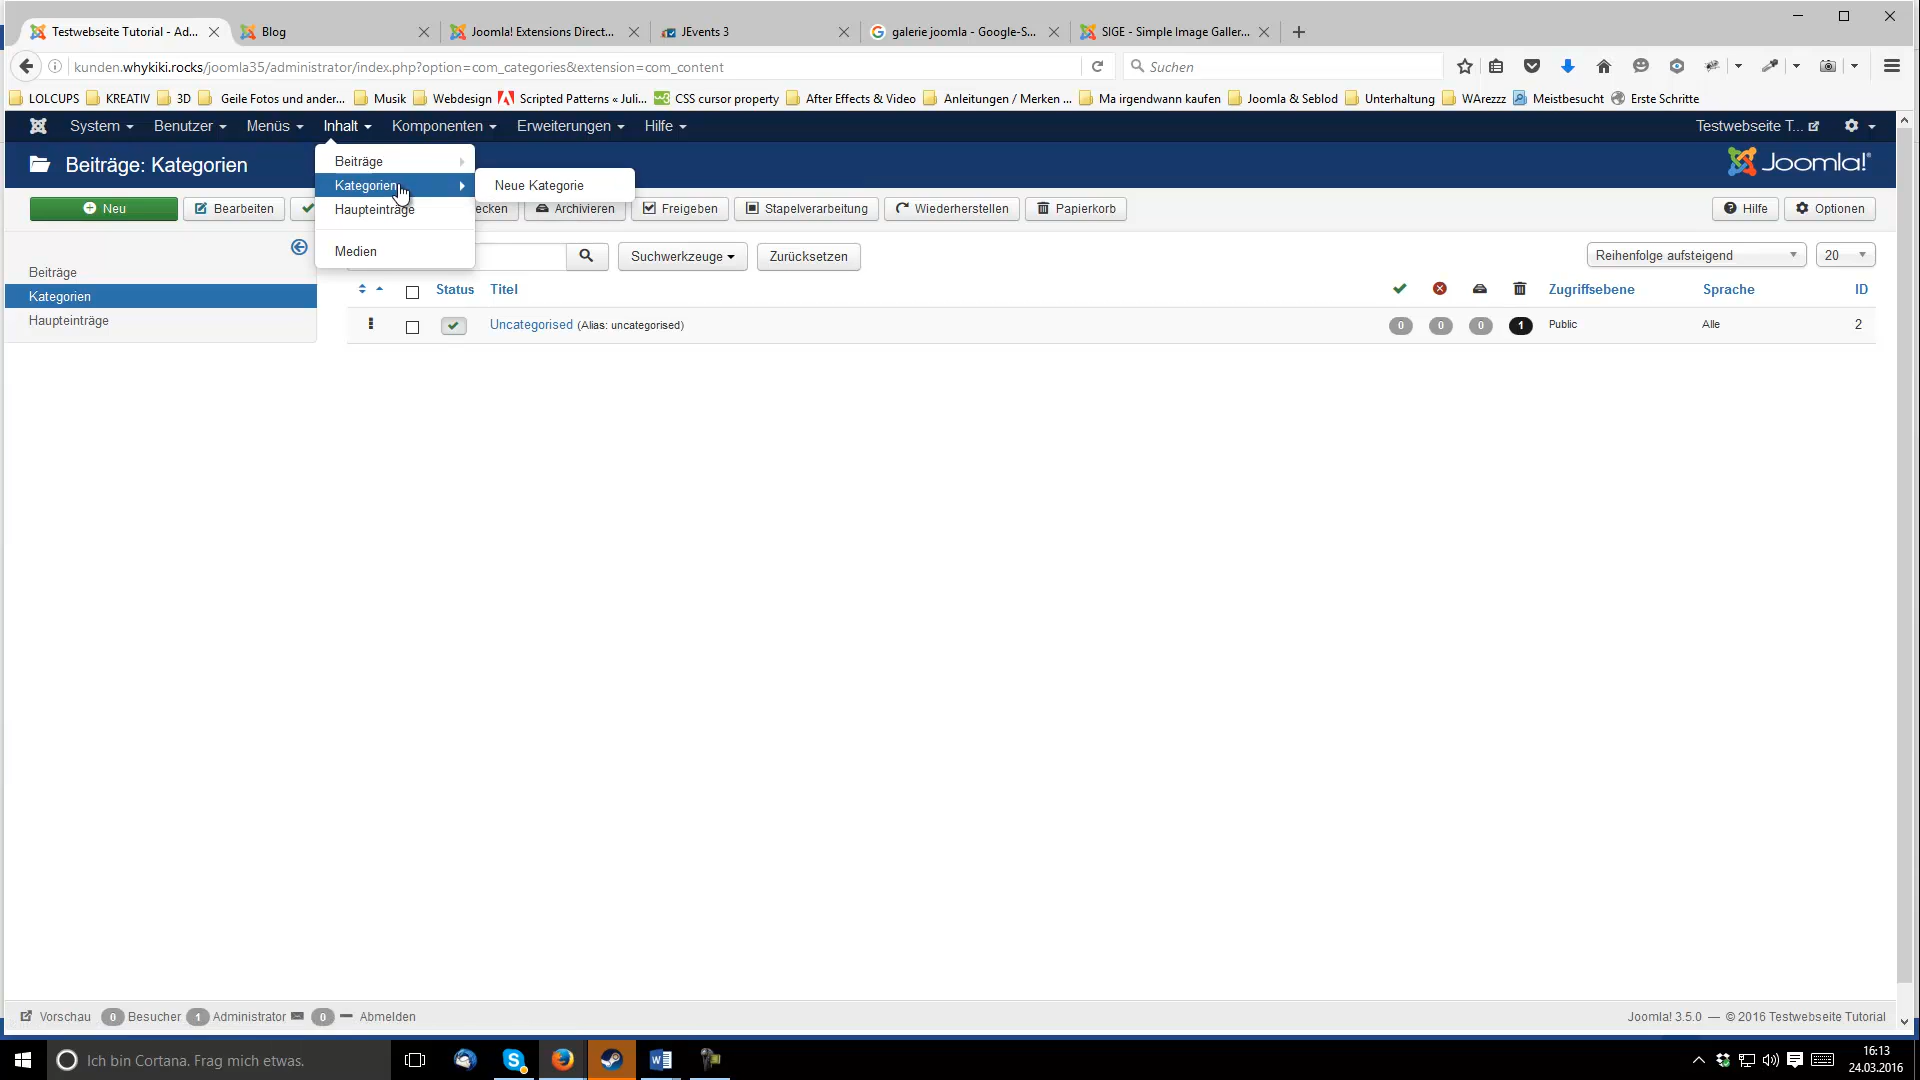 Testwebseite Tutorial - Ad...
Blog
Joomla! Extensions Direct...
JEvents 3
galerie joomla - Google-S...
SIGE - Simple Image Galler...
kunden.whykiki.rocks/joomla35/administrator/index.php?option=com_categories&extension=com_content
Suchen
LOLCUPS KREATIV 3D Geile Fotos und ander... Musik Webdesign Scripted Patterns « Juli... CSS cursor property After Effects & Video Anleitungen / Merken ... Ma irgendwann kaufen Joomla & Seblod Unterhaltung WArezzz Meistbesucht Erste Schritte
System Benutzer Menüs Inhalt Komponenten Erweiterungen Hilfe Testwebseite T...
Beiträge: Kategorien
Joomla!®
Beiträge
Kategorien
Neue Kategorie
Haupteinträge
Medien
Neu Bearbeiten ecken Archivieren Freigeben Stapelverarbeitung Wiederherstellen Papierkorb Hilfe Optionen
Suchwerkzeuge Zurücksetzen Reihenfolge aufsteigend 20
Beiträge
Kategorien
Haupteinträge
Status Titel Zugriffsebene Sprache ID
Uncategorised (Alias: uncategorised) 0 0 0 1 Public Alle 2
Vorschau 0 Besucher 1 Administrator 0 Abmelden
Joomla! 3.5.0 — © 2016 Testwebseite Tutorial
Ich bin Cortana. Frag mich etwas.
16:13
24.03.2016